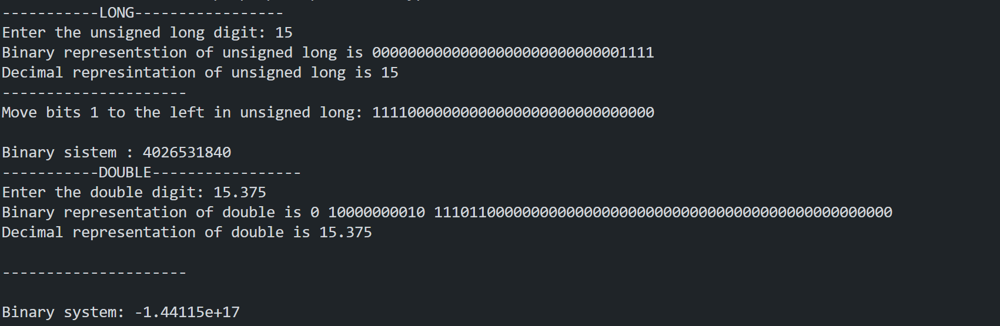 -----------LONG-----------------
Enter the unsigned long digit: 15
Binary representstion of unsigned long is 00000000000000000000000000001111
Decimal represintation of unsigned long is 15
---------------------
Move bits 1 to the left in unsigned long: 11110000000000000000000000000000
Binary sistem : 4026531840
-----------DOUBLE-----------------
Enter the double digit: 15.375
Binary representation of double is 0 10000000010 1110110000000000000000000000000000000000000000000000
Decimal representation of double is 15.375
---------------------
Binary system: -1.44115e+17